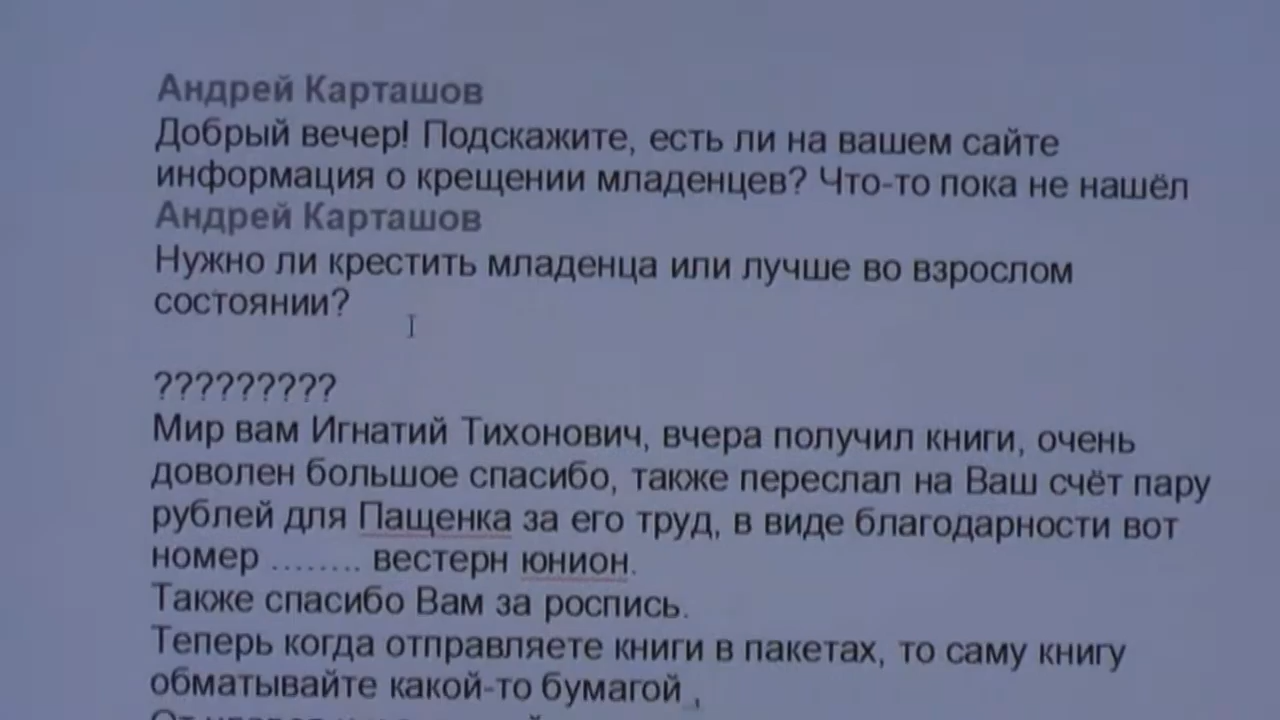 Андрей Карташов
Добрый вечер! Подскажите, есть ли на вашем сайте
информация о крещении младенцев? Что-то пока не нашёл
Андрей Карташов
Нужно ли крестить младенца или лучше во взрослом
состоянии?
?????????
Мир вам Игнатий Тихонович, вчера получил книги, очень
доволен большое спасибо, также переслал на Ваш счёт пару
рублей для Пащенка за его труд, в виде благодарности вот
номер ........ вестерн юнион.
Также спасибо Вам за роспись.
Теперь когда отправляете книги в пакетах, то саму книгу
обматывайте какой-то бумагой ,